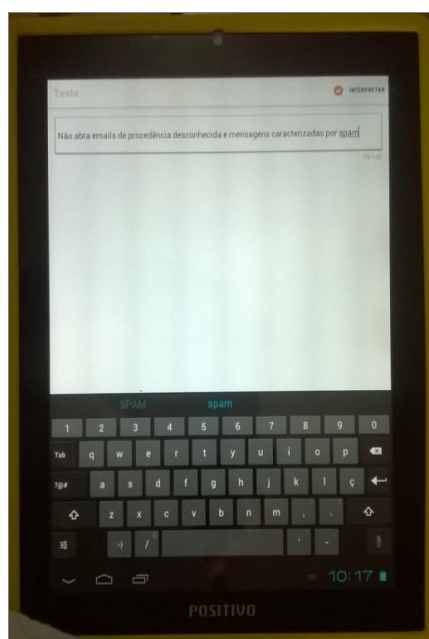 Texto
INTERPRETAR
Não abra emails de procedência desconhecida e mensagens caracterizadas por spam
SPAM spam
1 2 3 4 5 6 7 8 9 0
Tab q w e r t y u i o p
?@# a s d f g h j k l ç
z x c v b n m , .
:-) / ' -
10:17
POSITIVO